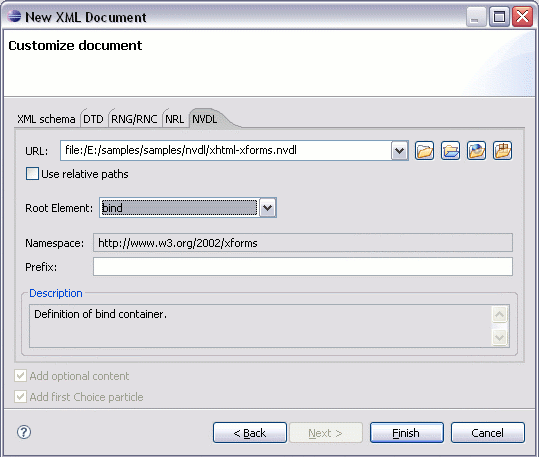 New XML Document
Customize document
XML schema DTD RNG/RNC NRL NVDL
URL: file:/E:/samples/samples/nvdl/xhtml-xforms.nvdl
Use relative paths
Root Element: bind
Namespace: http://www.w3.org/2002/xforms
Prefix:
Description
Definition of bind container.
Add optional content
Add first Choice particle
? < Back Next > Finish Cancel